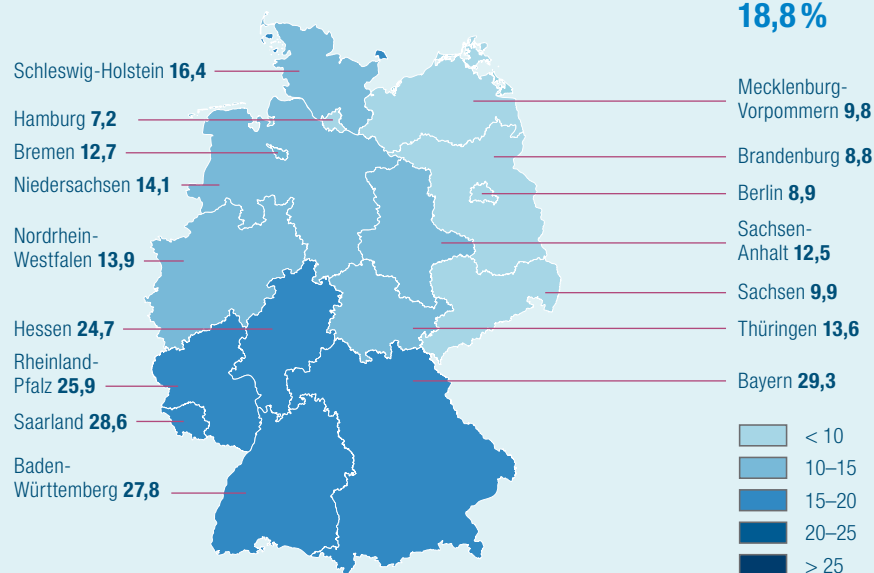 18,8 %
Schleswig-Holstein 16,4
Hamburg 7,2
Bremen 12,7
Niedersachsen 14,1
Nordrhein-
Westfalen 13,9
Hessen 24,7
Rheinland-
Pfalz 25,9
Saarland 28,6
Baden-
Württemberg 27,8
Mecklenburg-
Vorpommern 9,8
Brandenburg 8,8
Berlin 8,9
Sachsen-
Anhalt 12,5
Sachsen 9,9
Thüringen 13,6
Bayern 29,3
< 10
10–15
15–20
20–25
> 25